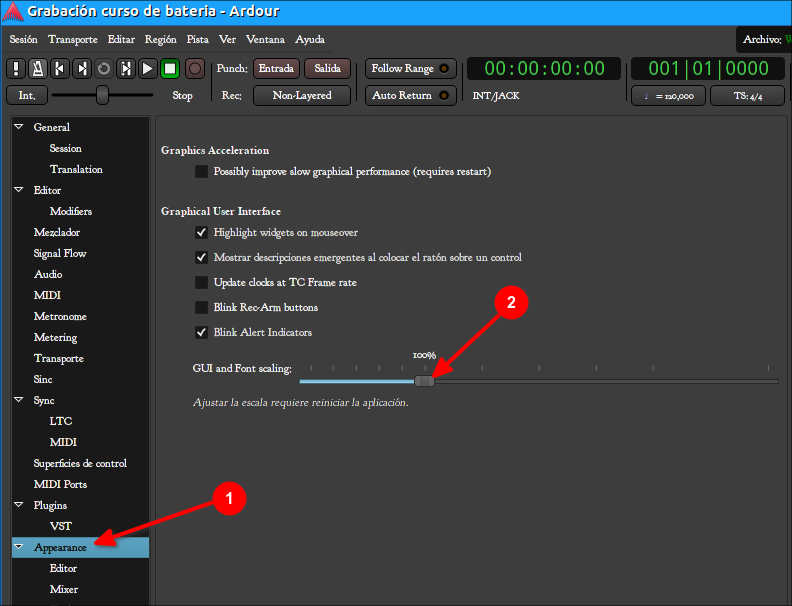 Grabación curso de bateria - Ardour
Sesión Transporte Editar Región Pista Ver Ventana Ayuda
Archivo:
Punch: Entrada Salida Follow Range 00:00:00:00 001|01|0000
Int. Stop Rec: Non-Layered Auto Return INT/JACK ♩ = 120,000 TS: 4/4
General
Session
Translation
Editor
Modifiers
Mezclador
Signal Flow
Audio
MIDI
Metronome
Metering
Transporte
Sinc
Sync
LTC
MIDI
Superficies de control
MIDI Ports
Plugins
VST
Appearance
Editor
Mixer
Graphics Acceleration
Possibly improve slow graphical performance (requires restart)
Graphical User Interface
Highlight widgets on mouseover
Mostrar descripciones emergentes al colocar el ratón sobre un control
Update clocks at TC Frame rate
Blink Rec-Arm buttons
Blink Alert Indicators
100%
GUI and Font scaling:
Ajustar la escala requiere reiniciar la aplicación.
1
2